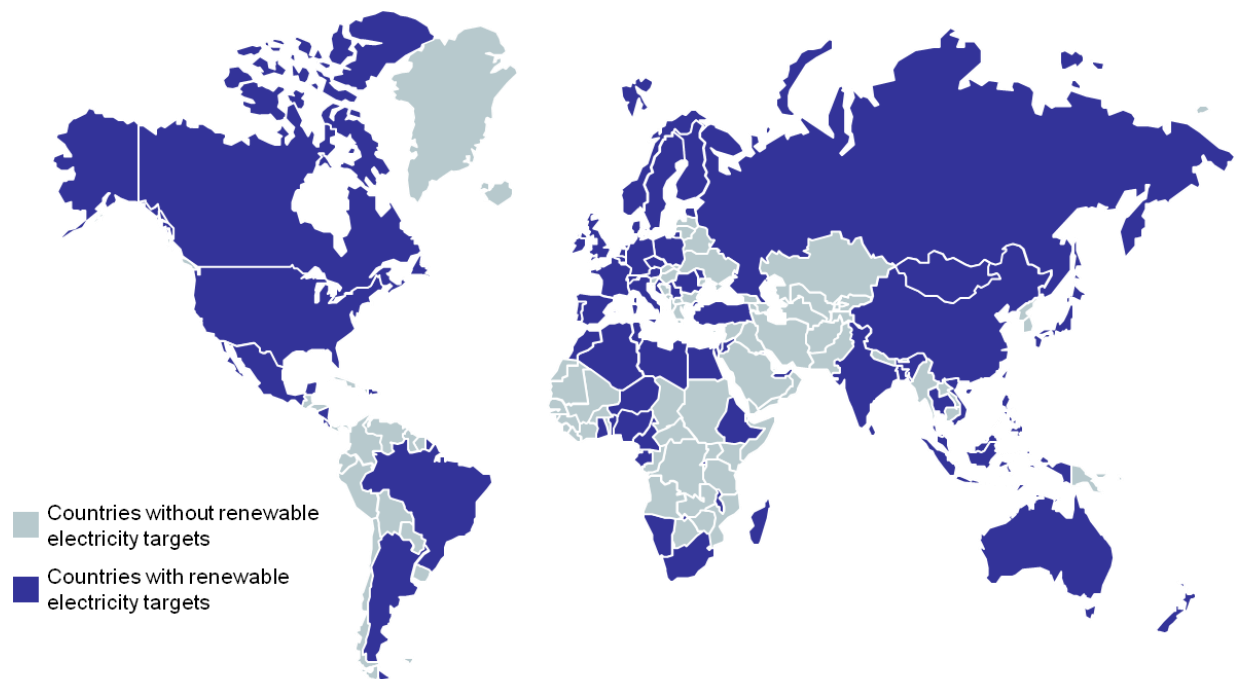 Countries without renewable
electricity targets
Countries with renewable
electricity targets